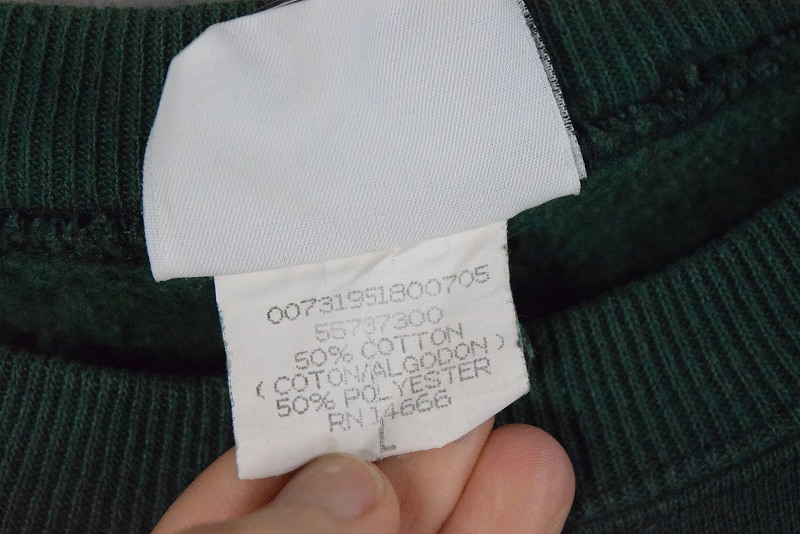 00731951800705
55737300
50% COTTON
(COTON/ALGODON)
50% POLYESTER
RN 14666
L